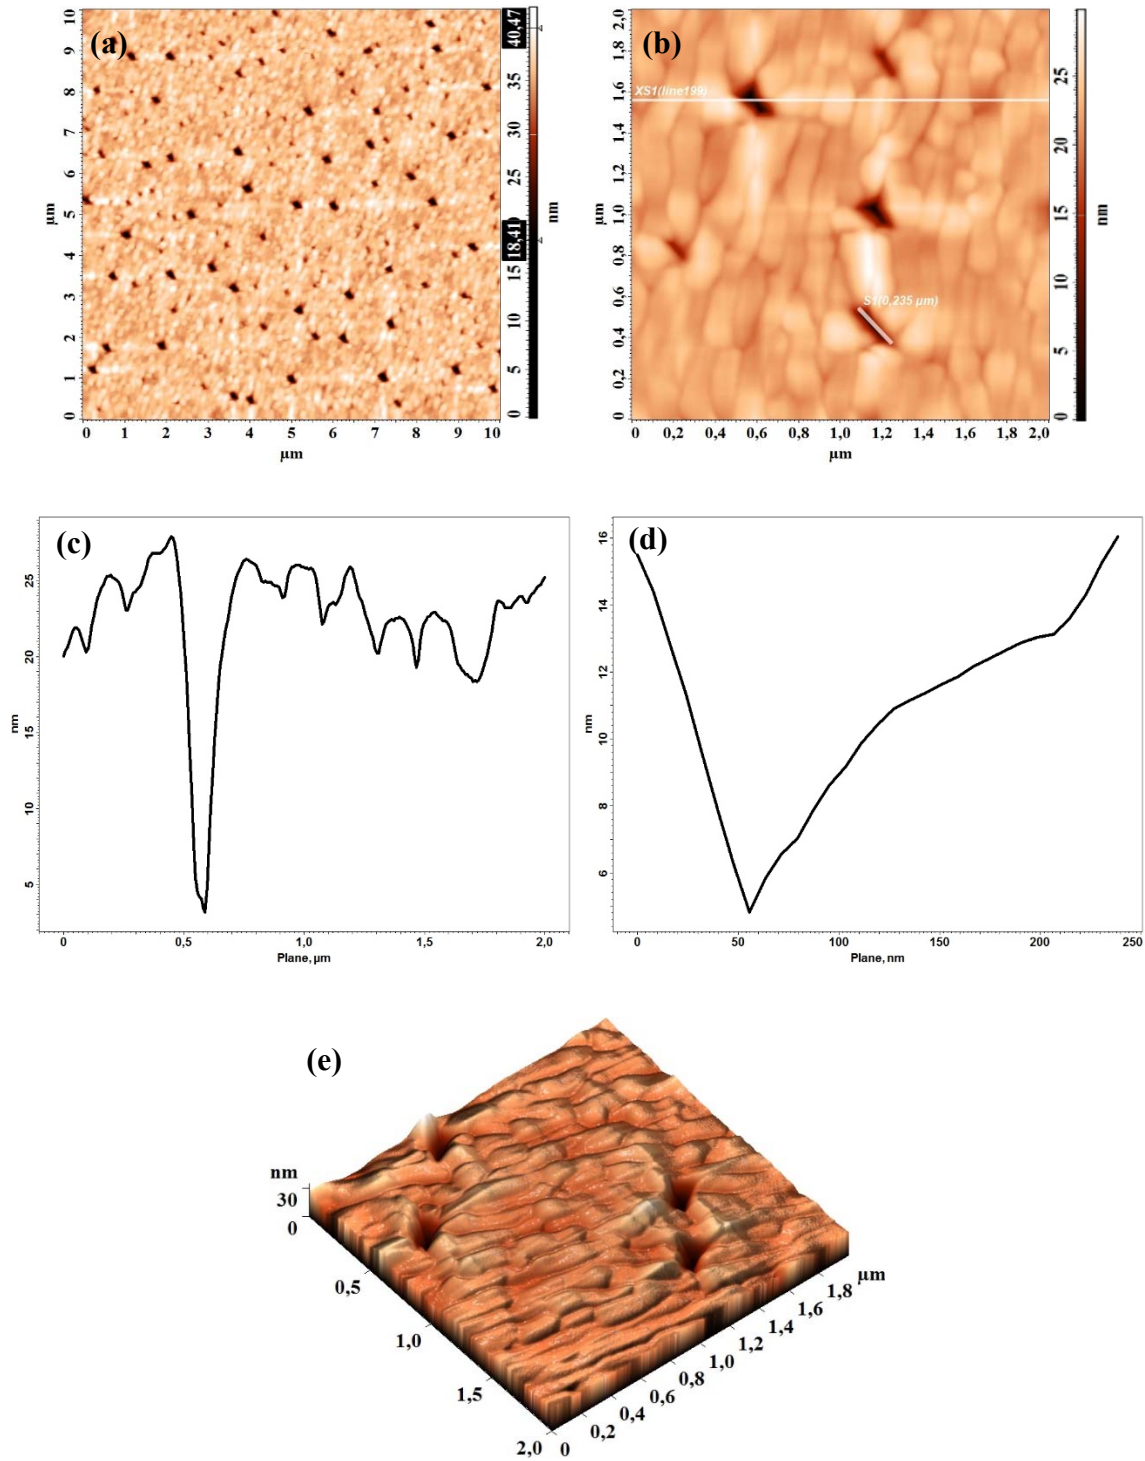 (a)
10
9
8
7
6
5
4
3
2
1
0
µm
0 1 2 3 4 5 6 7 8 9 10
µm
40,47
35
30
25
18,41
15
10
5
0
nm
(b)
2,0
1,8
1,6
1,4
1,2
1,0
0,8
0,6
0,4
0,2
0
µm
XS1(line199)
S1(0,235 µm)
0 0,2 0,4 0,6 0,8 1,0 1,2 1,4 1,6 1,8 2,0
µm
25
20
15
10
5
0
nm
(c)
25
20
15
10
5
nm
0 0,5 1,0 1,5 2,0
Plane, µm
(d)
16
14
12
10
8
6
nm
0 50 100 150 200 250
Plane, nm
(e)
nm
30
0
0,5
1,0
1,5
2,0
0
0,2
0,4
0,6
0,8
1,0
1,2
1,4
1,6
1,8
µm